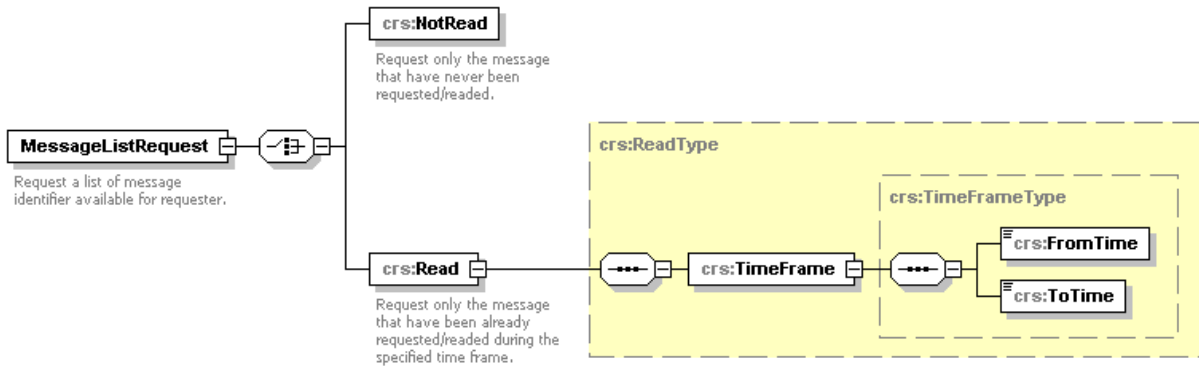 crs:NotRead
Request only the message
that have never been
requested/readed.
MessageListRequest
Request a list of message
identifier available for requester.
crs:ReadType
crs:TimeFrameType
crs:FromTime
crs:Read
crs:TimeFrame
crs:ToTime
Request only the message
that have been already
requested/readed during the
specified time frame.